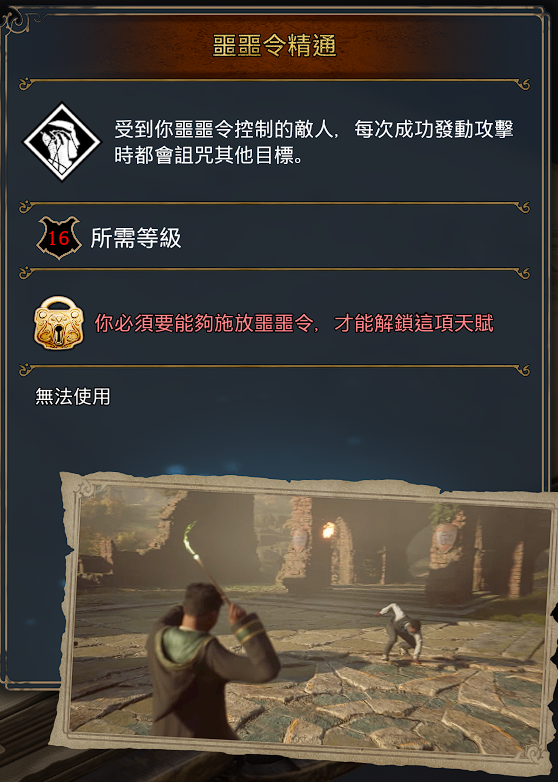 噩噩令精通
受到你噩噩令控制的敵人，每次成功發動攻擊
時都會詛咒其他目標。
16 所需等級
你必須要能夠施放噩噩令，才能解鎖這項天賦
無法使用